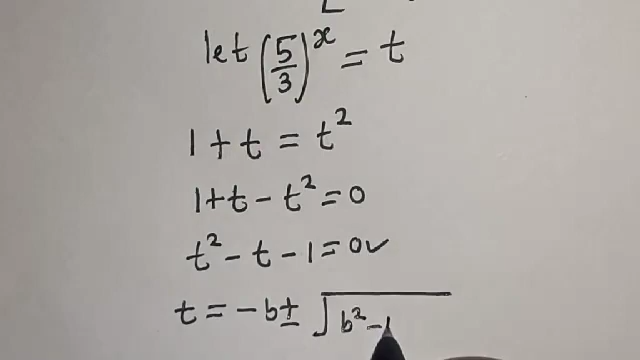 let (5/3)^x = t
1 + t = t²
1 + t - t² = 0
t² - t - 1 = 0 ✓
t = -b ± √b² -